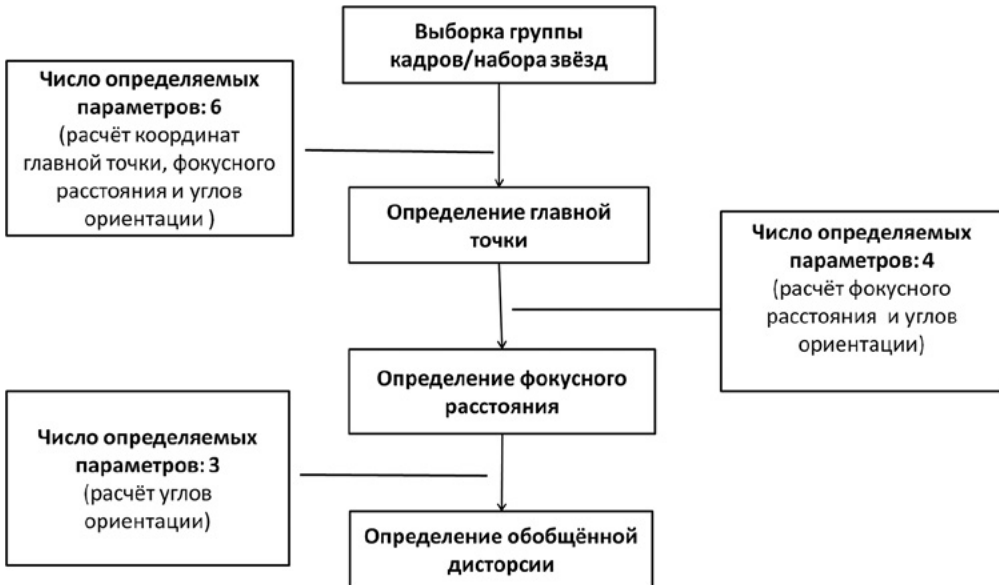 Выборка группы
кадров/набора звёзд
Число определяемых
параметров: 6
(расчёт координат
главной точки, фокусного
расстояния и углов
ориентации )
Определение главной
точки
Число определяемых
параметров: 4
(расчёт фокусного
расстояния и углов
ориентации)
Определение фокусного
расстояния
Число определяемых
параметров: 3
(расчёт углов
ориентации)
Определение обобщённой
дисторсии